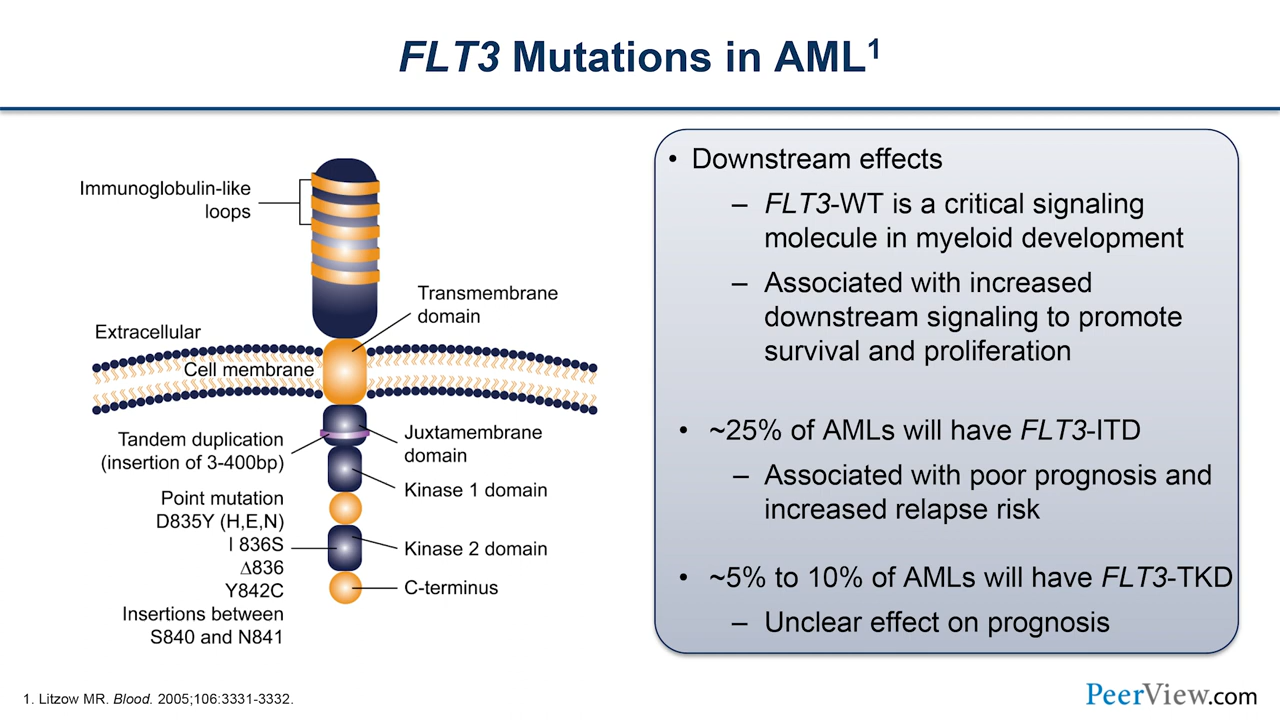 FLT3 Mutations in AML¹
Immunoglobulin-like
loops
Transmembrane
domain
Extracellular
Cell membrane
Tandem duplication
(insertion of 3-400bp)
Juxtamembrane
domain
Kinase 1 domain
Point mutation
D835Y (H,E,N)
I 836S
Δ836
Y842C
Insertions between
S840 and N841
Kinase 2 domain
C-terminus
• Downstream effects
– FLT3-WT is a critical signaling
molecule in myeloid development
– Associated with increased
downstream signaling to promote
survival and proliferation
• ~25% of AMLs will have FLT3-ITD
– Associated with poor prognosis and
increased relapse risk
• ~5% to 10% of AMLs will have FLT3-TKD
– Unclear effect on prognosis
1. Litzow MR. Blood. 2005;106:3331-3332.
PeerView.com